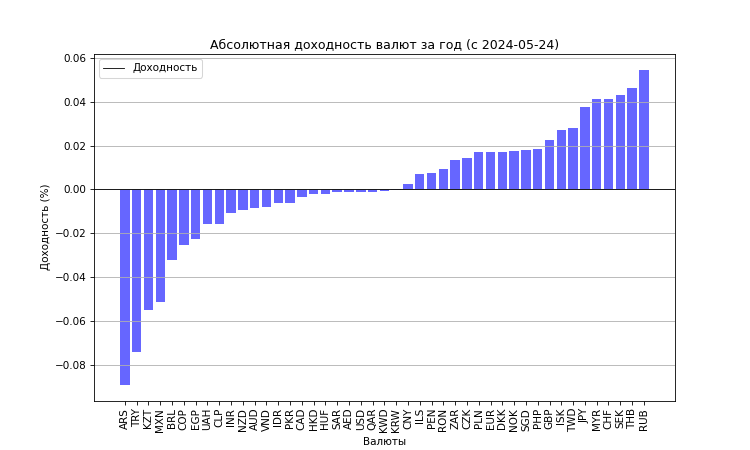 Абсолютная доходность валют за год (с 2024-05-24)
Доходность
0.06
0.04
0.02
0.00
−0.02
−0.04
−0.06
−0.08
Доходность (%)
ARS TRY KZT MXN BRL COP EGP UAH CLP INR NZD AUD VND IDR PKR CAD HKD HUF SAR AED USD QAR KWD KRW CNY ILS PEN RON ZAR CZK PLN EUR DKK NOK SGD PHP GBP ISK TWD JPY MYR CHF SEK THB RUB
Валюты